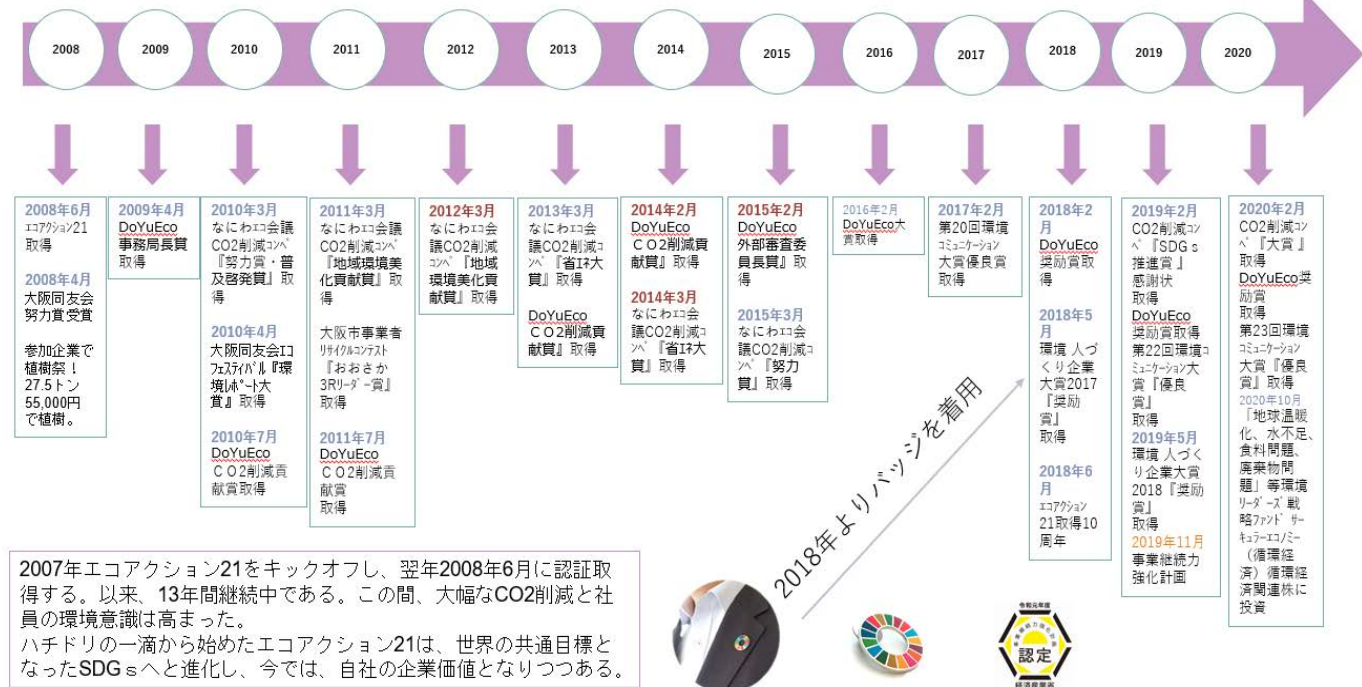 2008
2009
2010
2011
2012
2013
2014
2015
2016
2017
2018
2019
2020
2008年6月
エコアクション21
取得
2008年4月
大阪同友会
努力賞受賞
参加企業で
植樹祭!
27.5トン
55,000円
で植樹。
2009年4月
DoYuEco
事務局長賞
取得
2010年3月
なにわエコ会議
CO2削減コンペ
『努力賞・普
及啓発賞』取
得
2010年4月
大阪同友会エコ
フェスティバル『環
境レポート大
賞』取得
2010年7月
DoYuEco
CO2削減貢
献賞取得
2011年3月
なにわエコ会議
CO2削減コンペ
『地域環境美
化貢献賞』取
得
大阪市事業者
リサイクルコンテスト
『おおさか
3Rリーダー賞』
取得
2011年7月
DoYuEco
CO2削減貢
献賞
取得
2012年3月
なにわエコ会
議CO2削減
コンペ『地域
環境美化貢
献賞』取得
2013年3月
なにわエコ会
議CO2削減コ
ンペ『省エネ大
賞』取得
DoYuEco
CO2削減貢
献賞』取得
2014年2月
DoYuEco
CO2削減貢
献賞』取得
2014年3月
なにわエコ会
議CO2削減コ
ンペ『省エネ大
賞』取得
2015年2月
DoYuEco
外部審査委
員長賞』取
得
2015年3月
なにわエコ会
議CO2削減コ
ンペ『努力
賞』取得
2016年2月
DoYuEco大
賞取得
2017年2月
第20回環境
コミュニケーション
大賞優良賞
取得
2018年2
月
DoYuEco
奨励賞取
得
2018年5
月
環境 人づ
くり企業
大賞2017
『奨励
賞』
取得
2018年6
月
エコアクション
21取得10
周年
2019年2月
CO2削減コン
ペ『SDGs
推進賞』
感謝状
取得
DoYuEco
奨励賞取得
第22回環境コ
ミュニケーション大
賞『優良
賞』
取得
2019年5月
環境 人づく
り企業大賞
2018『奨励
賞』
取得
2019年11月
事業継続力
強化計画
2020年2月
CO2削減コン
ペ『大賞』
取得
DoYuEco奨
励賞
取得
第23回環境
コミュニケーション
大賞『優良
賞』取得
2020年10月
「地球温暖
化、水不足、
食料問題、
廃棄物問
題」等環境
リーダーズ戦
略ファンド サー
キュラーエコノミー
(循環経
済)循環経
済関連株に
投資
2018年よりバッジを着用
2007年エコアクション21をキックオフし、翌年2008年6月に認証取
得する。以来、13年間継続中である。この間、大幅なCO2削減と社
員の環境意識は高まった。
ハチドリの一滴から始めたエコアクション21は、世界の共通目標と
なったSDGsへと進化し、今では、自社の企業価値となりつつある。
令和元年度
事業継続力強化計画
認定
経済産業省